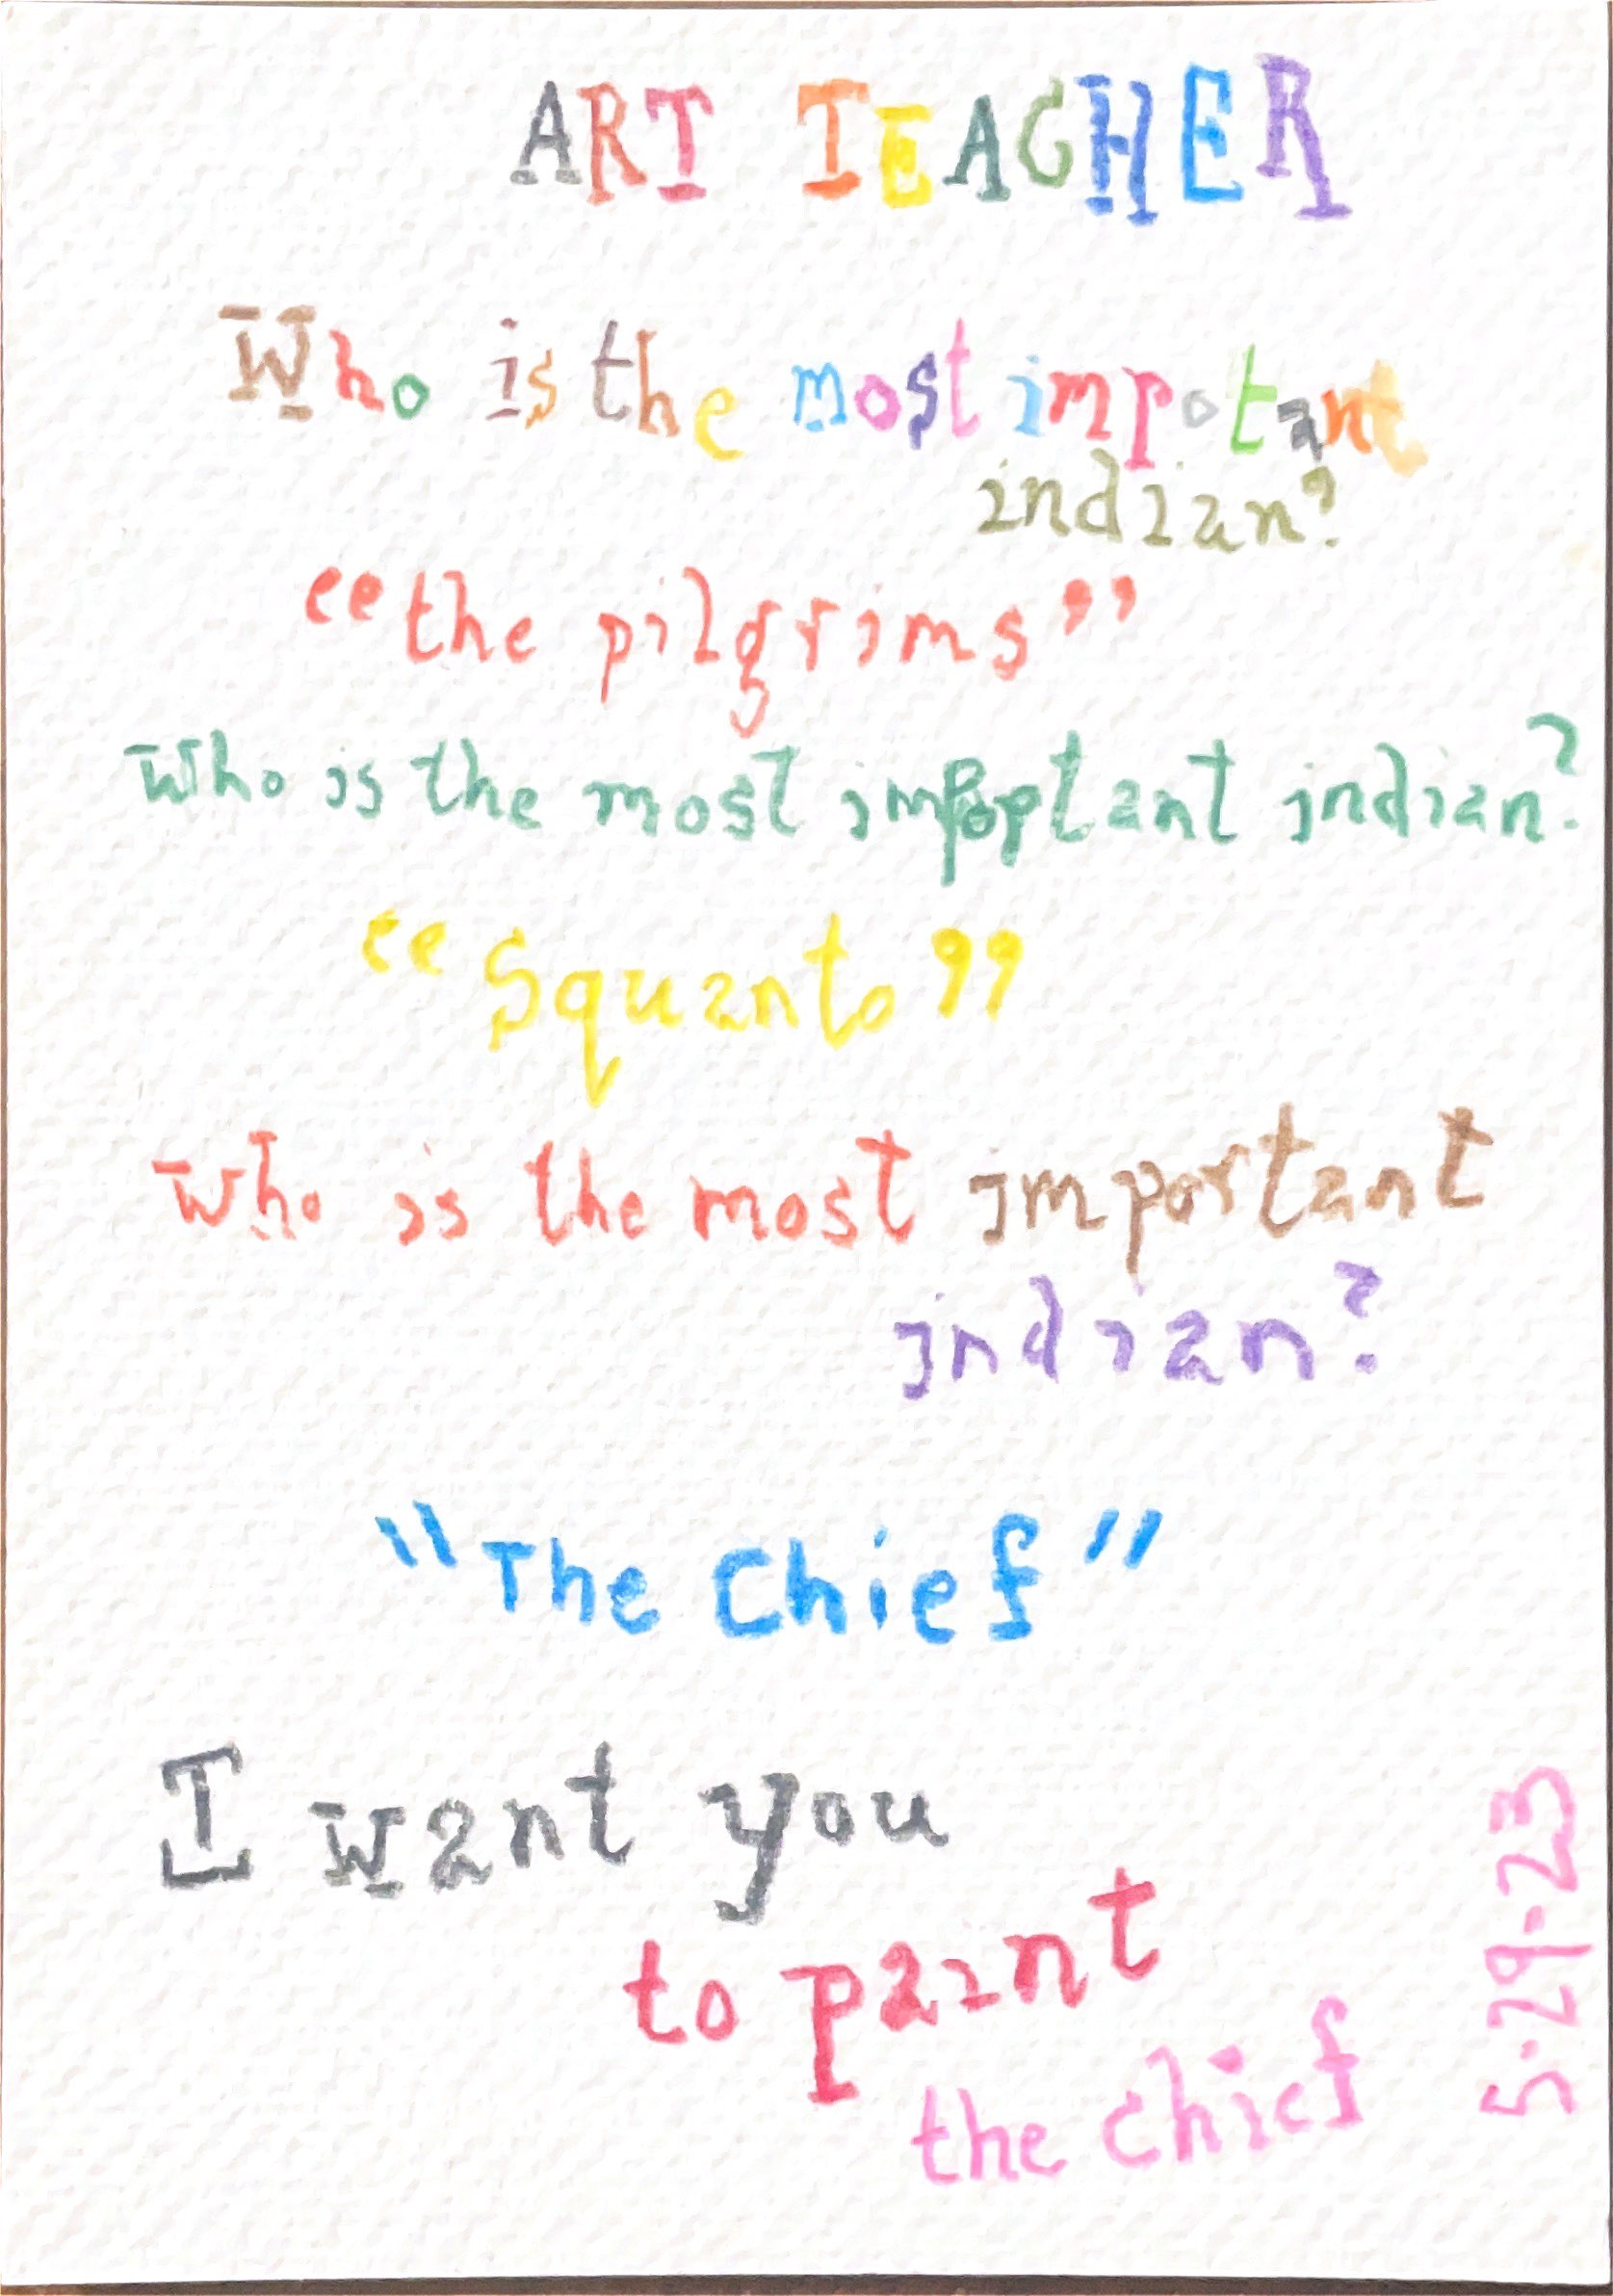 ART TEACHER
Who is the most impotant
indian?
“the pilgrims”
Who is the most important indian?
“Squanto”
Who is the most important
indian?
"The Chief"
I want you
to paint
the chief
5.29.23